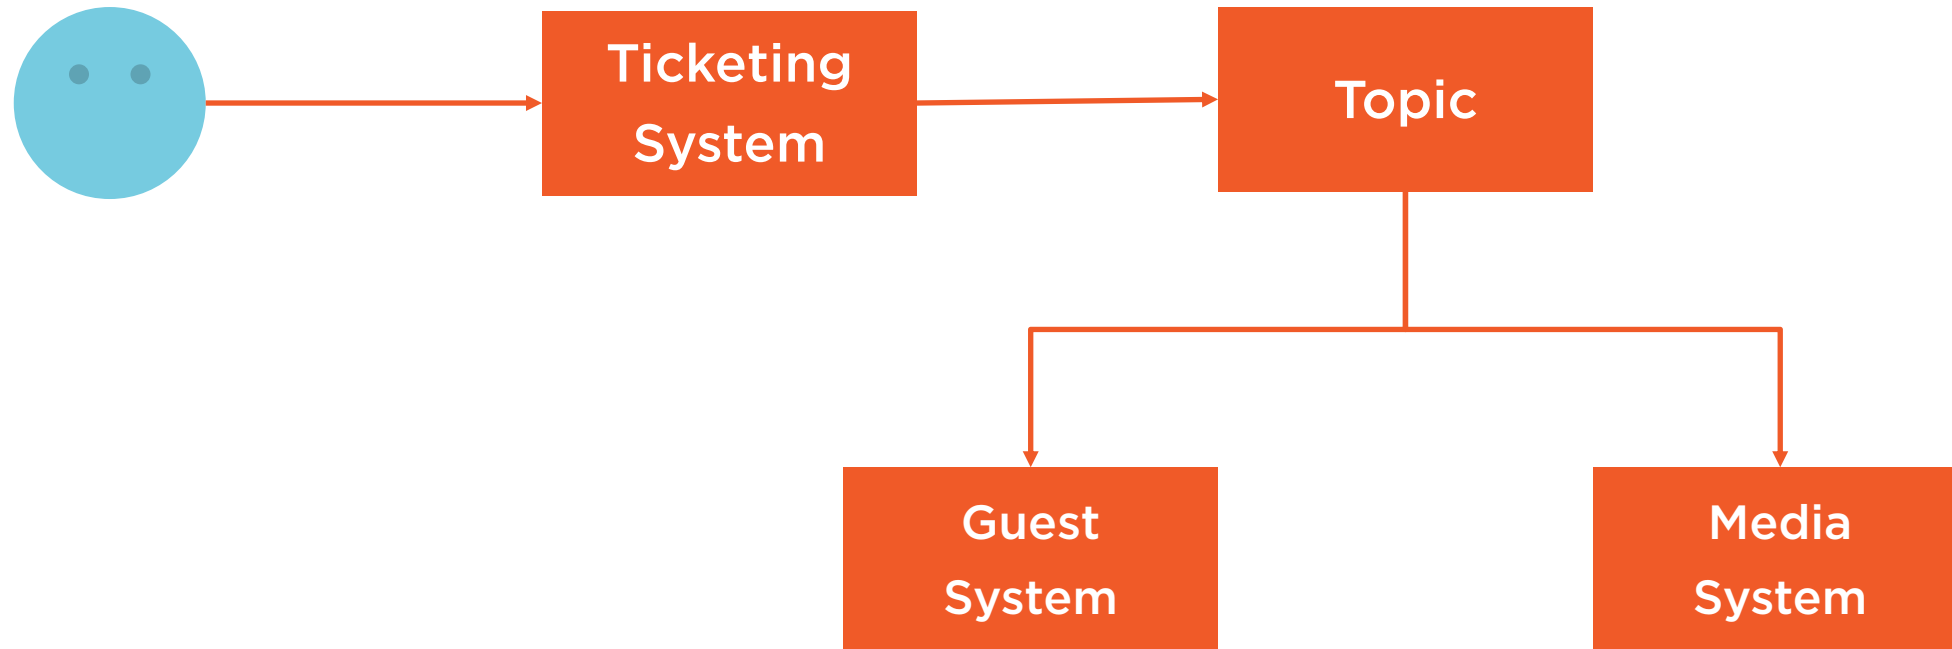 Ticketing
System
Topic
Guest
System
Media
System